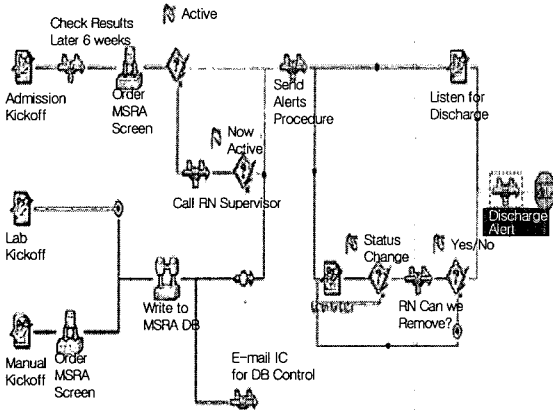 Active
Check Results
Later 6 weeks
Admission
Kickoff
Order
MSRA
Screen
Send
Alerts
Procedure
Listen for
Discharge
Now
Active
Call RN Supervisor
Discharge
Alert
Lab
Kickoff
Status
Change
Yes/No
Write to
MSRA DB
RN Can we
Remove?
Manual
Kickoff
Order
MSRA
Screen
E-mail IC
for DB Control